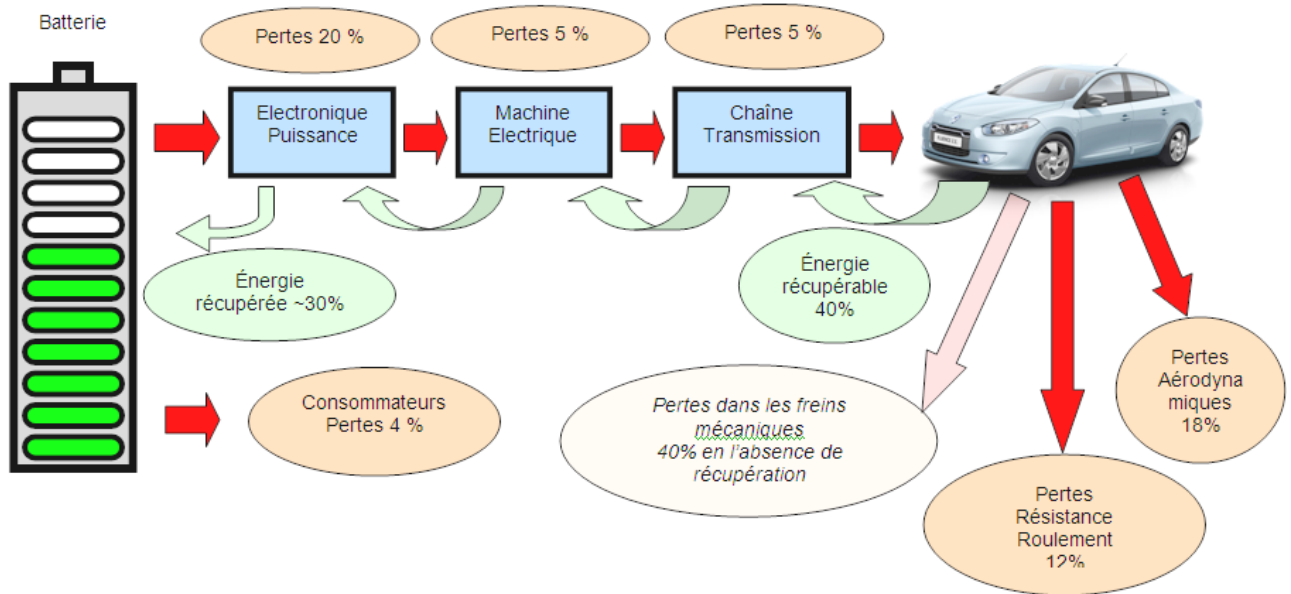 Batterie
Pertes 20 %
Pertes 5 %
Pertes 5 %
Electronique
Puissance
Machine
Electrique
Chaîne
Transmission
Énergie
récupérée ~30%
Énergie
récupérable
40%
Consommateurs
Pertes 4 %
Pertes dans les freins
mécaniques
40% en l'absence de
récupération
Pertes
Aérodyna
miques
18%
Pertes
Résistance
Roulement
12%